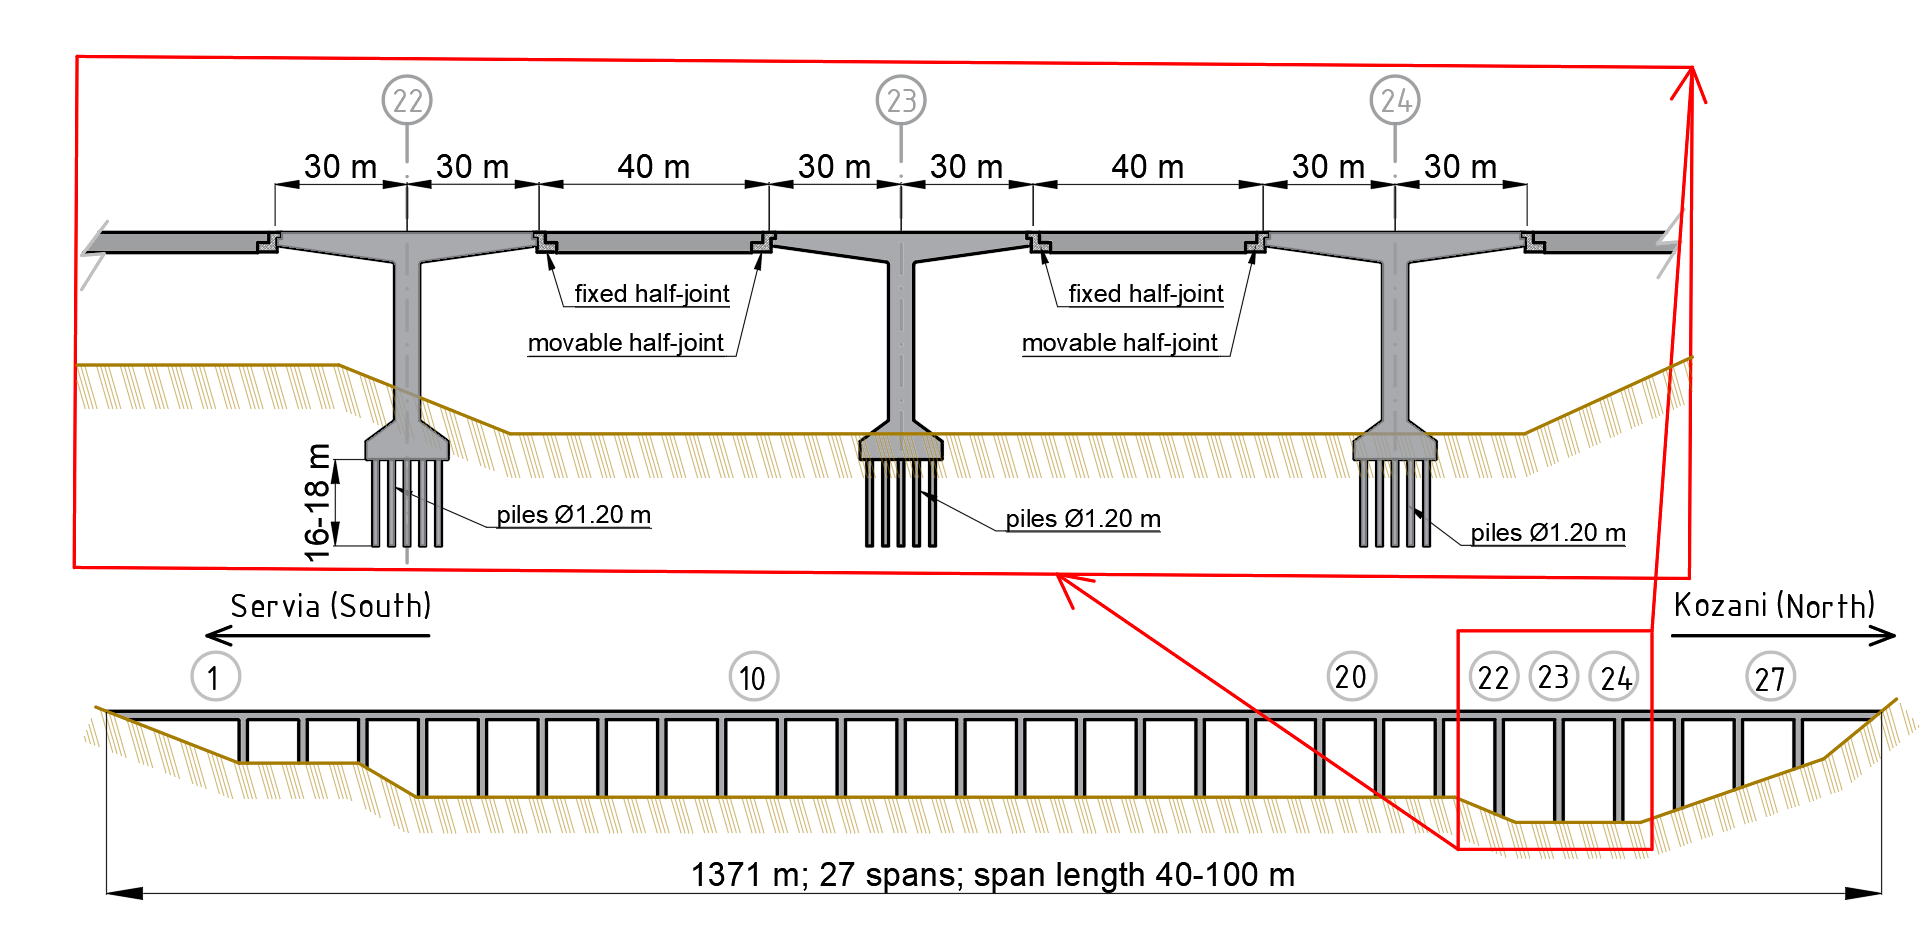 22 23 24
30 m 30 m 40 m 30 m 30 m 40 m 30 m 30 m
fixed half-joint fixed half-joint
movable half-joint movable half-joint
16-18 m
piles Ø1.20 m piles Ø1.20 m piles Ø1.20 m
Servia (South) Kozani (North)
1 10 20 22 23 24 27
1371 m; 27 spans; span length 40-100 m